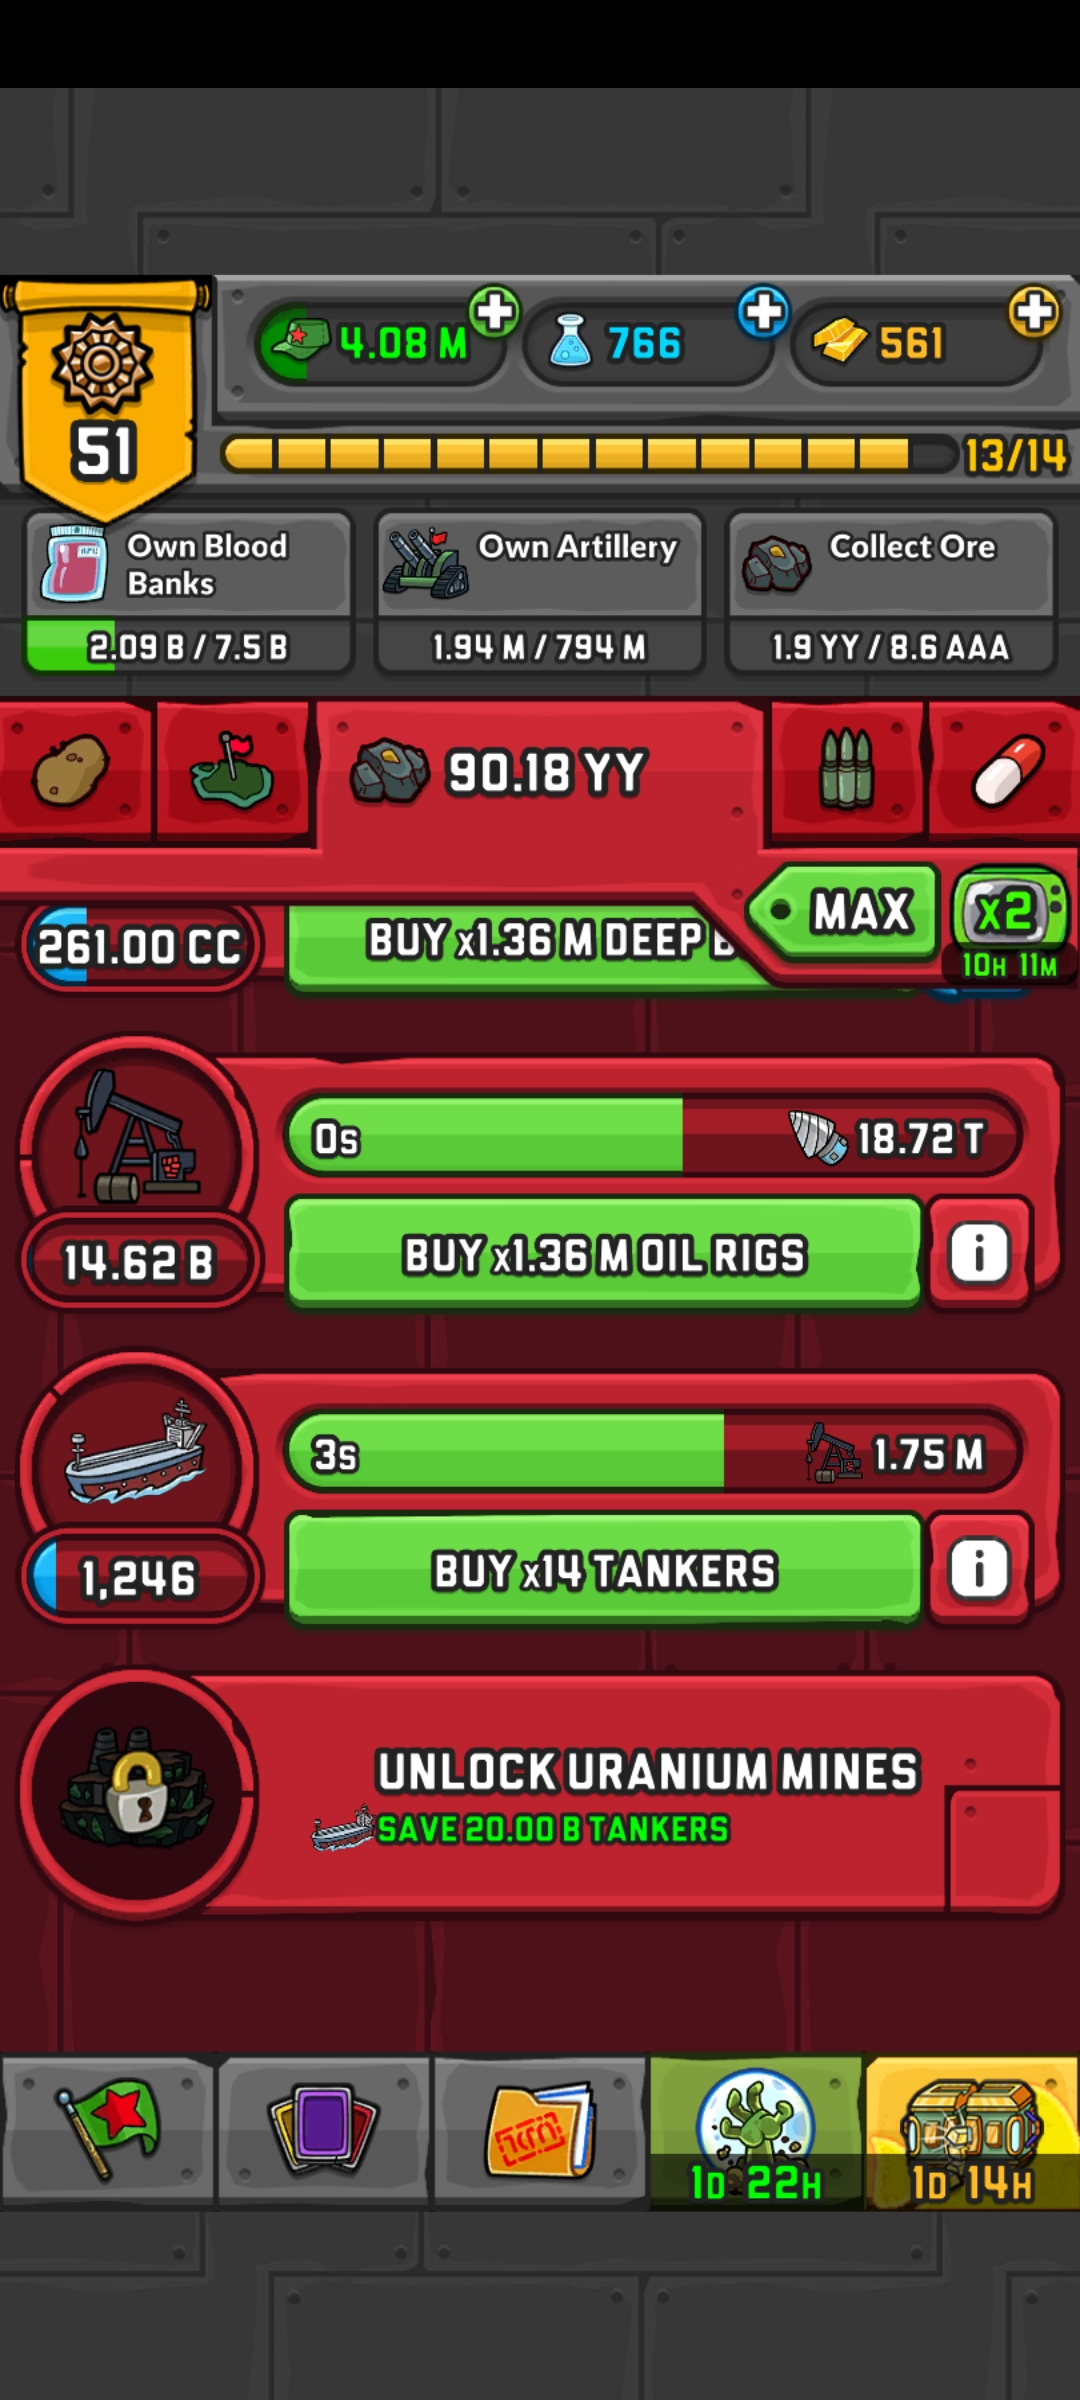 4.08 M
766
561
51
13/14
Own Blood
Banks
Own Artillery
Collect Ore
2.09 B / 7.5 B
1.94 M / 794 M
1.9 YY / 8.6 AAA
90.18 YY
MAX
x2
10H 11M
261.00 CC
BUY x1.36 M DEEP
0s
18.72 T
14.62 B
BUY x1.36 M OIL RIGS
i
3s
1.75 M
1,246
BUY x14 TANKERS
i
UNLOCK URANIUM MINES
SAVE 20.00 B TANKERS
1D 22H
1D 14H